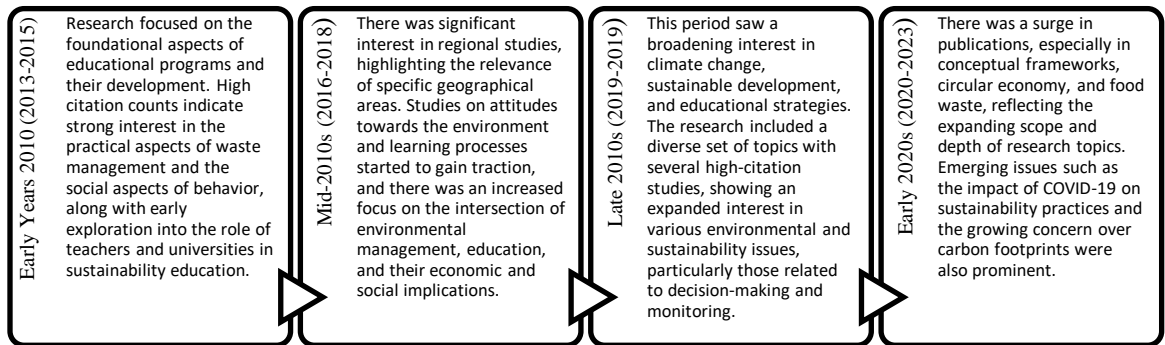 Early Years 2010 (2013-2015)
Research focused on the
foundational aspects of
educational programs and
their development. High
citation counts indicate
strong interest in the
practical aspects of waste
management and the
social aspects of behavior,
along with early
exploration into the role of
teachers and universities in
sustainability education.
Mid-2010s (2016-2018)
There was significant
interest in regional studies,
highlighting the relevance
of specific geographical
areas. Studies on attitudes
towards the environment
and learning processes
started to gain traction,
and there was an increased
focus on the intersection of
environmental
management, education,
and their economic and
social implications.
Late 2010s (2019-2019)
This period saw a
broadening interest in
climate change,
sustainable development,
and educational strategies.
The research included a
diverse set of topics with
several high-citation
studies, showing an
expanded interest in
various environmental and
sustainability issues,
particularly those related
to decision-making and
monitoring.
Early 2020s (2020-2023)
There was a surge in
publications, especially in
conceptual frameworks,
circular economy, and food
waste, reflecting the
expanding scope and
depth of research topics.
Emerging issues such as
the impact of COVID-19 on
sustainability practices and
the growing concern over
carbon footprints were
also prominent.